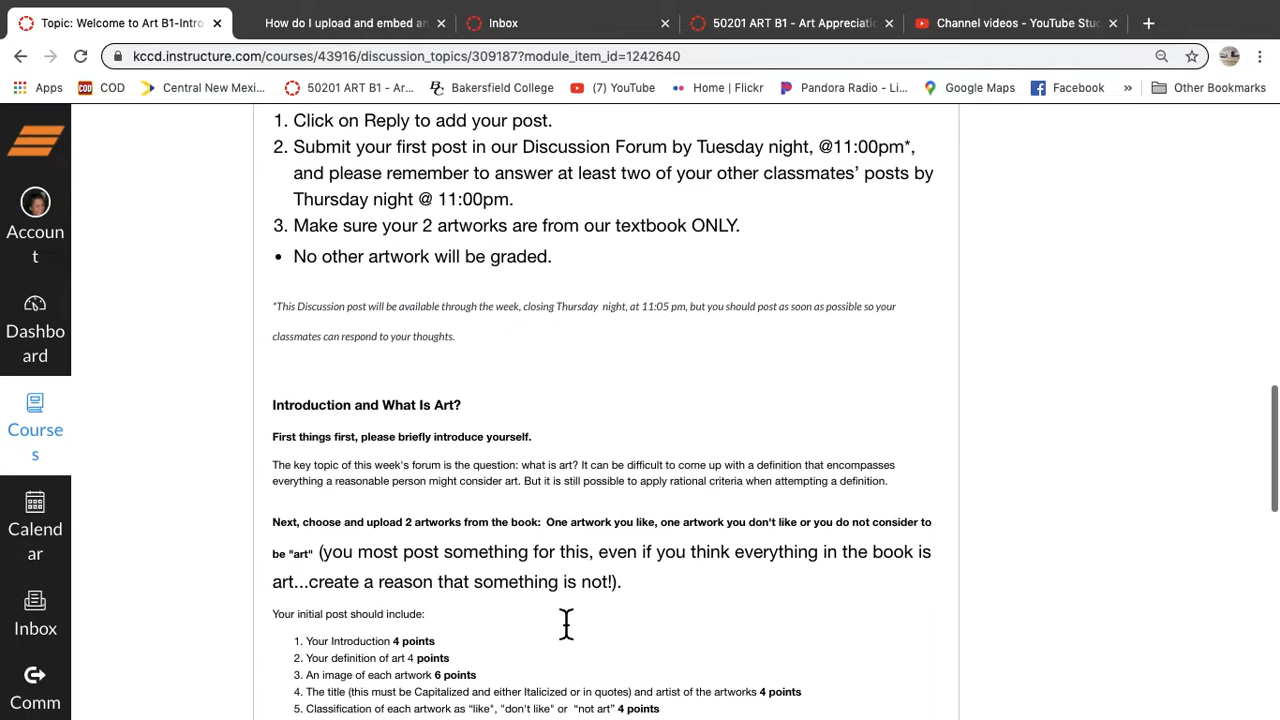 Topic: Welcome to Art B1-Intro
How do I upload and embed an
Inbox
50201 ART B1 - Art Appreciatio
Channel videos - YouTube Stud
kccd.instructure.com/courses/43916/discussion_topics/309187?module_item_id=1242640
Apps
COD
Central New Mexi...
50201 ART B1 - Ar...
Bakersfield College
(7) YouTube
Home | Flickr
Pandora Radio - Li...
Google Maps
Facebook
»
Other Bookmarks
Accoun
t
Dashbo
ard
Course
s
Calend
ar
Inbox
Comm
1. Click on Reply to add your post.
2. Submit your first post in our Discussion Forum by Tuesday night, @11:00pm*,
and please remember to answer at least two of your other classmates’ posts by
Thursday night @ 11:00pm.
3. Make sure your 2 artworks are from our textbook ONLY.
• No other artwork will be graded.
*This Discussion post will be available through the week, closing Thursday night, at 11:05 pm, but you should post as soon as possible so your
classmates can respond to your thoughts.
Introduction and What Is Art?
First things first, please briefly introduce yourself.
The key topic of this week's forum is the question: what is art? It can be difficult to come up with a definition that encompasses
everything a reasonable person might consider art. But it is still possible to apply rational criteria when attempting a definition.
Next, choose and upload 2 artworks from the book: One artwork you like, one artwork you don't like or you do not consider to
be "art" (you most post something for this, even if you think everything in the book is
art...create a reason that something is not!).
Your initial post should include:
1. Your Introduction 4 points
2. Your definition of art 4 points
3. An image of each artwork 6 points
4. The title (this must be Capitalized and either Italicized or in quotes) and artist of the artworks 4 points
5. Classification of each artwork as “like", "don't like" or “not art” 4 points